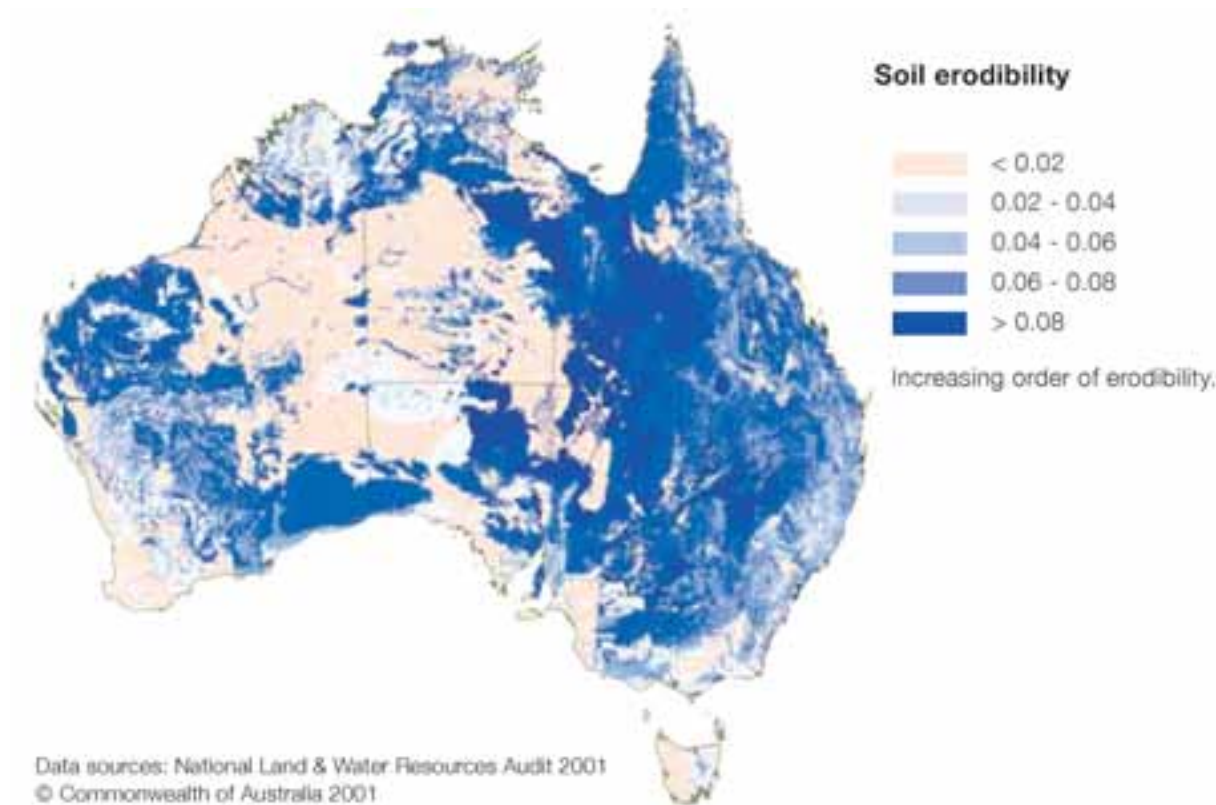 Soil erodibility
< 0.02
0.02 - 0.04
0.04 - 0.06
0.06 - 0.08
> 0.08
Increasing order of erodibility.
Data sources: National Land & Water Resources Audit 2001
© Commonwealth of Australia 2001